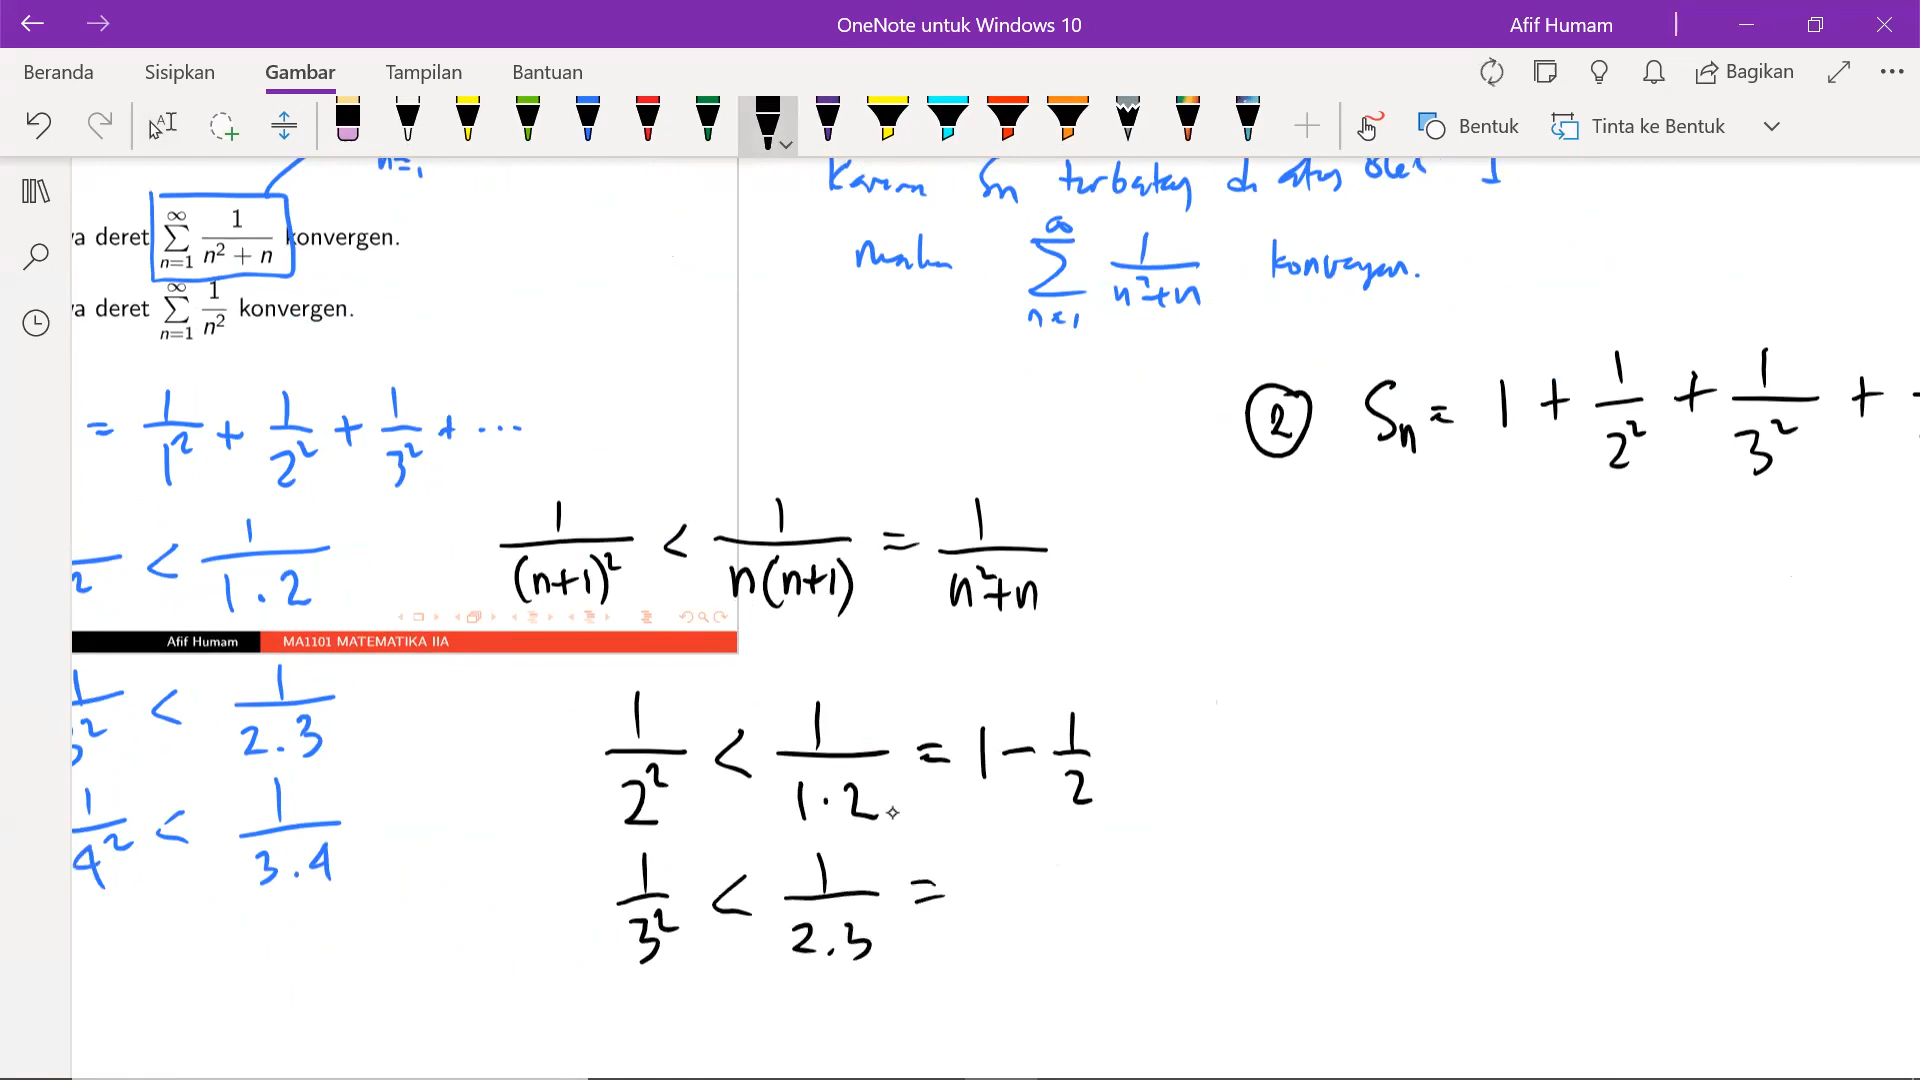 OneNote untuk Windows 10
Afif Humam
Beranda Sisipkan Gambar Tampilan Bantuan
Bagikan
Bentuk Tinta ke Bentuk
n=1
Karena Sn terbatas di atas oleh 1
a deret ∑_{n=1}^{∞} 1/(n² + n) konvergen.
maka ∑_{n=1}^{∞} 1/(n²+n) konvergen.
a deret ∑_{n=1}^{∞} 1/n² konvergen.
② Sn = 1 + 1/2² + 1/3² +
= 1/1² + 1/2² + 1/3² + ...
1/(n+1)² < 1/(n(n+1)) = 1/(n²+n)
2 < 1/(1·2)
Afif Humam MA1101 MATEMATIKA IIA
1/3² < 1/(2.3)
1/4² < 1/(3.4)
1/2² < 1/(1·2) = 1 − 1/2
1/3² < 1/(2.3) =